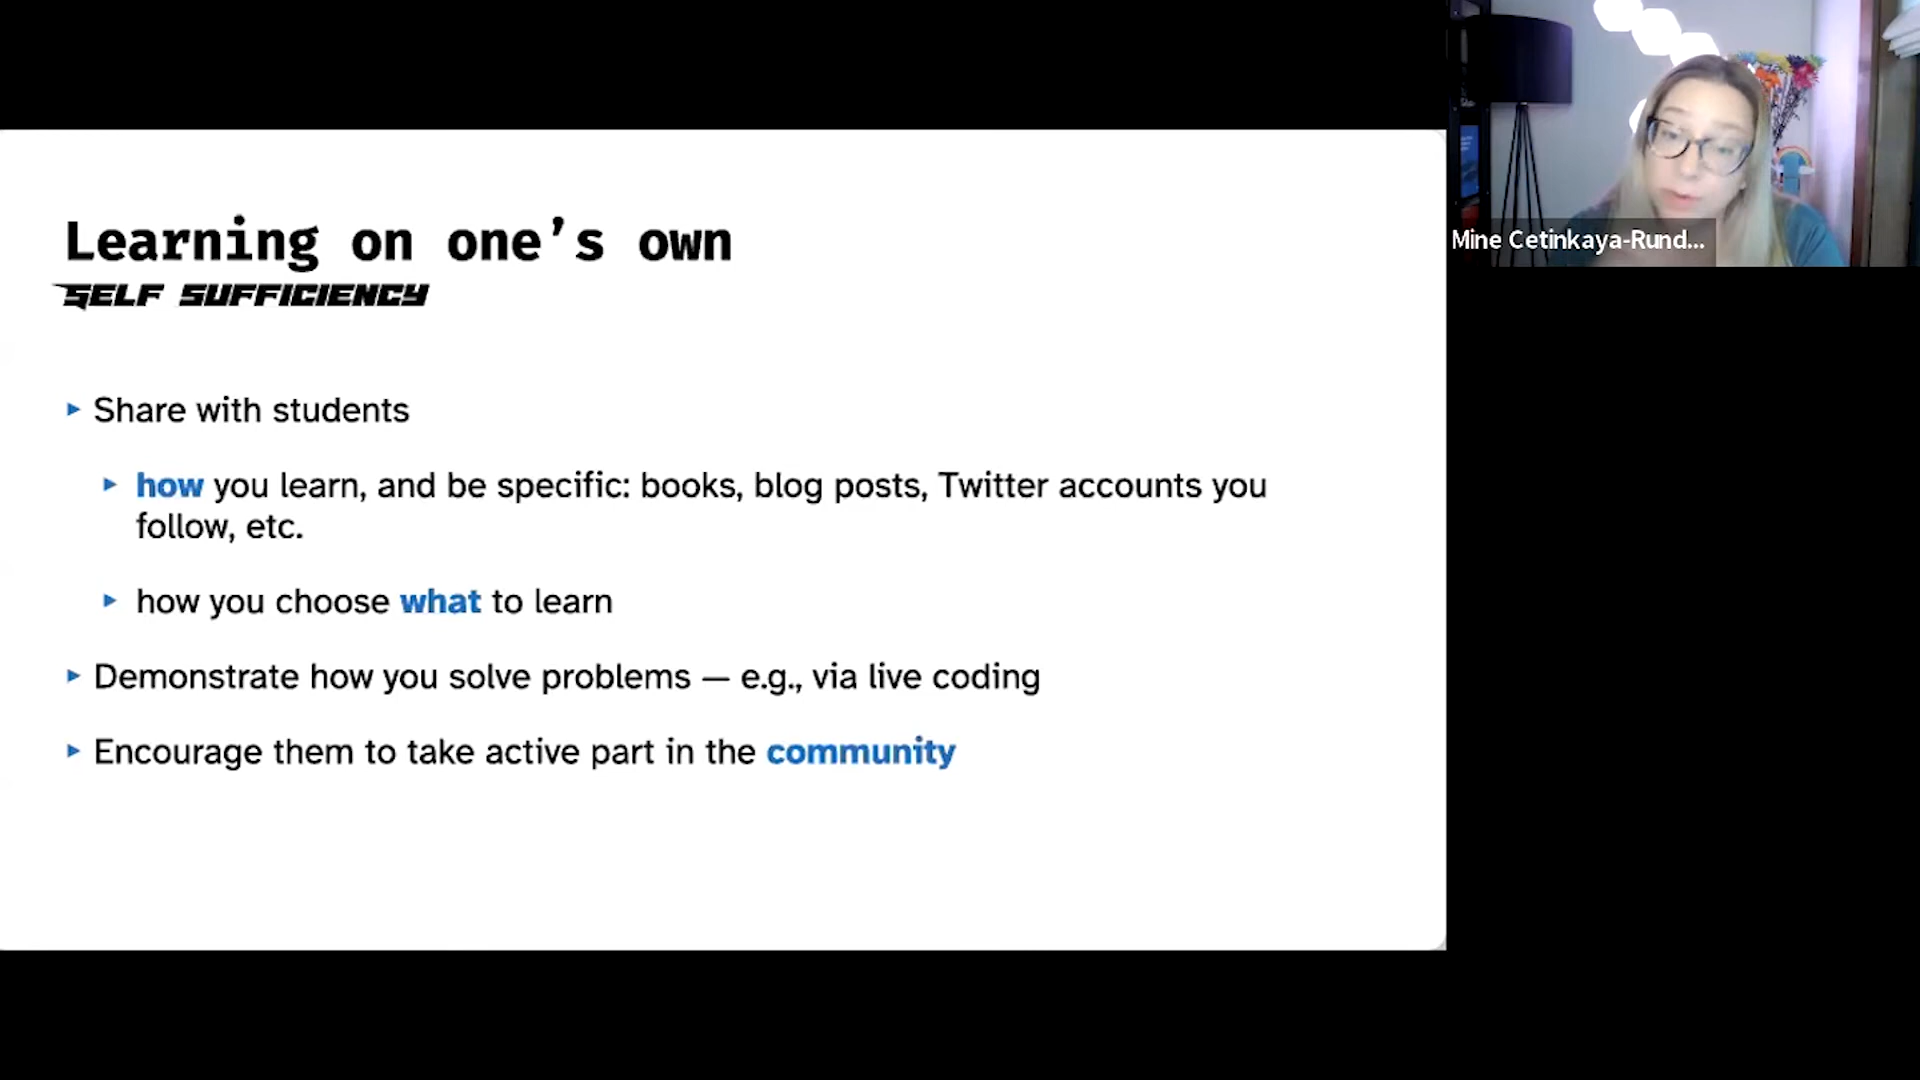 Learning on one’s own
SELF SUFFICIENCY
▸ Share with students
▸ how you learn, and be specific: books, blog posts, Twitter accounts you
follow, etc.
▸ how you choose what to learn
▸ Demonstrate how you solve problems — e.g., via live coding
▸ Encourage them to take active part in the community
Mine Cetinkaya-Rund...